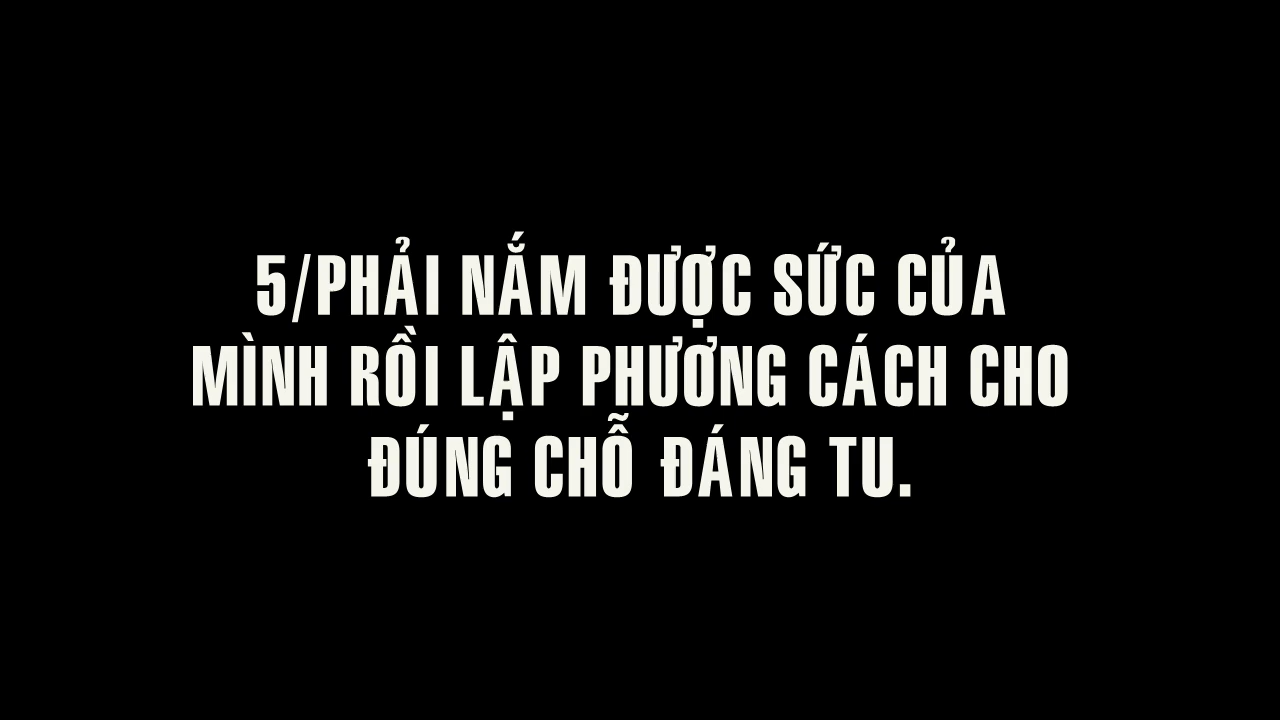 5/PHẢI NẮM ĐƯỢC SỨC CỦA
MÌNH RỒI LẬP PHƯƠNG CÁCH CHO
ĐÚNG CHỖ ĐÁNG TU.